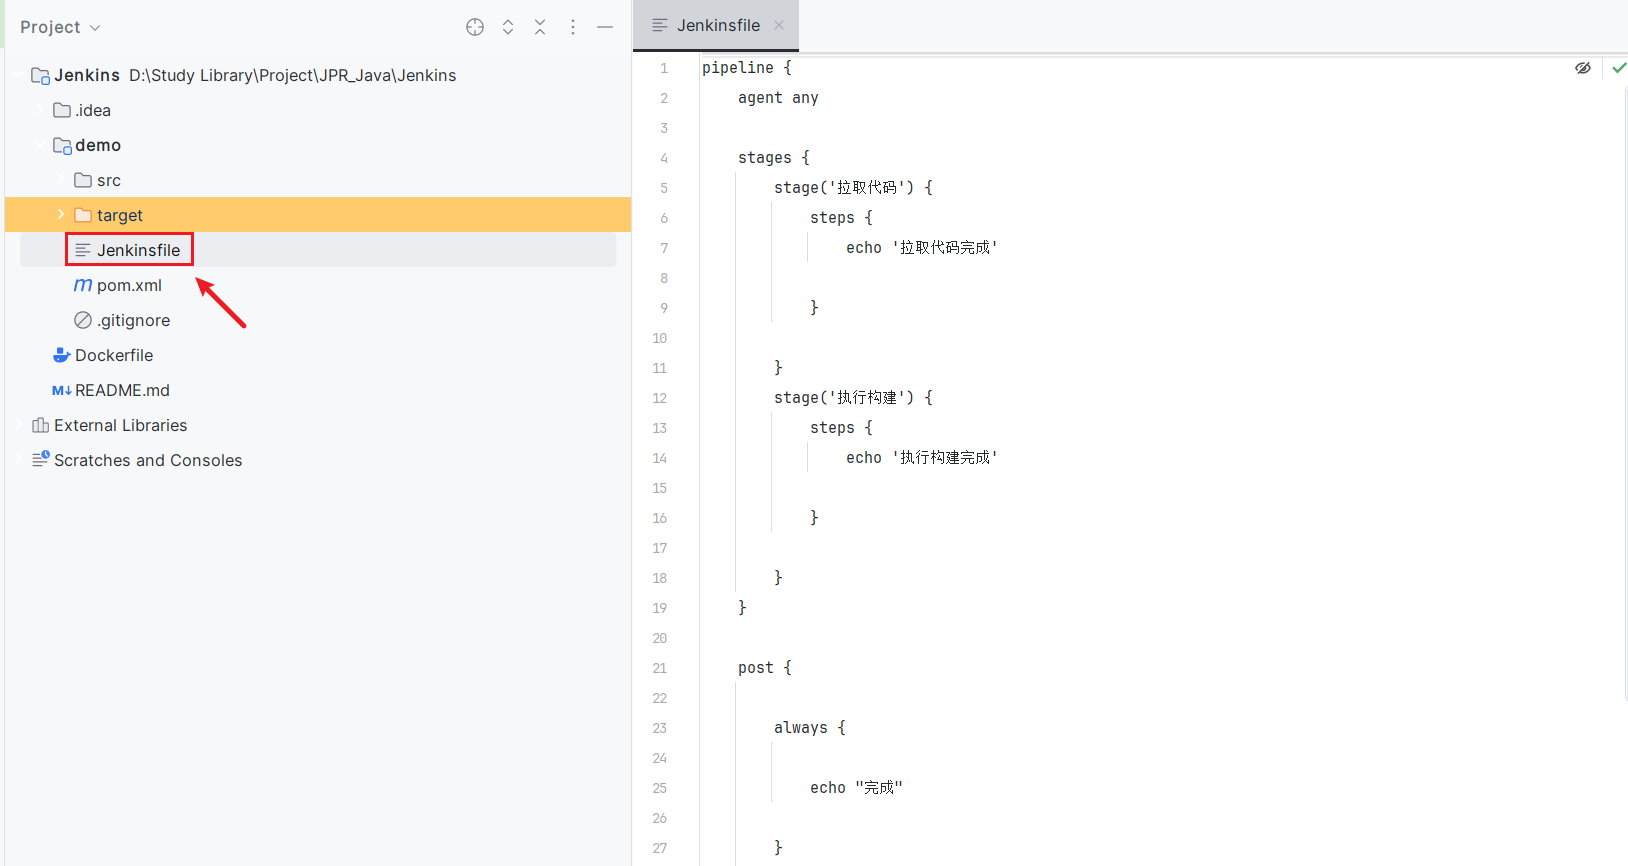 Project
Jenkins D:\Study Library\Project\JPR_Java\Jenkins
.idea
demo
src
target
Jenkinsfile
pom.xml
.gitignore
Dockerfile
README.md
External Libraries
Scratches and Consoles
Jenkinsfile
1 pipeline {
2 agent any
3
4 stages {
5 stage('拉取代码') {
6 steps {
7 echo '拉取代码完成'
8
9 }
10
11 }
12 stage('执行构建') {
13 steps {
14 echo '执行构建完成'
15
16 }
17
18 }
19 }
20
21 post {
22
23 always {
24
25 echo "完成"
26
27 }